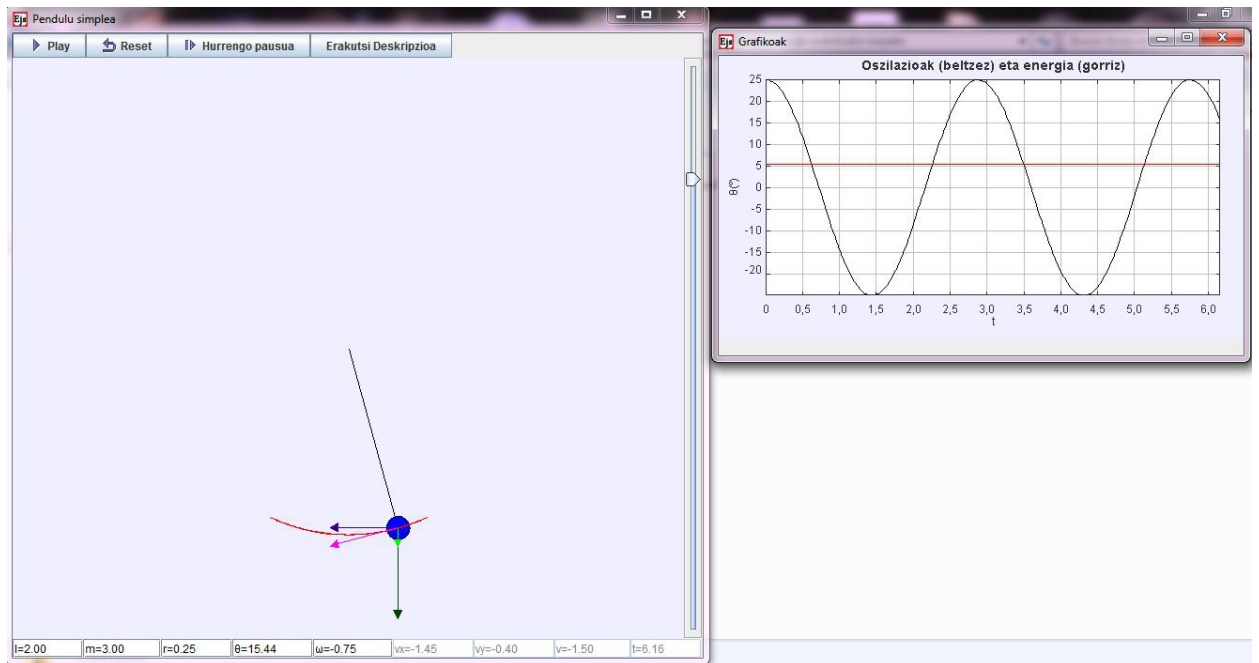 Ejs Pendulu simplea
Play Reset Hurrengo pausua Erakutsi Deskripzioa
l=2.00 m=3.00 r=0.25 θ=15.44 ω=-0.75 vx=-1.45 vy=-0.40 v=-1.50 t=6.16
Ejs Grafikoak
Oszilazioak (beltzez) eta energia (gorriz)
25
20
15
10
5
0
-5
-10
-15
-20
θ(º)
0 0,5 1,0 1,5 2,0 2,5 3,0 3,5 4,0 4,5 5,0 5,5 6,0
t